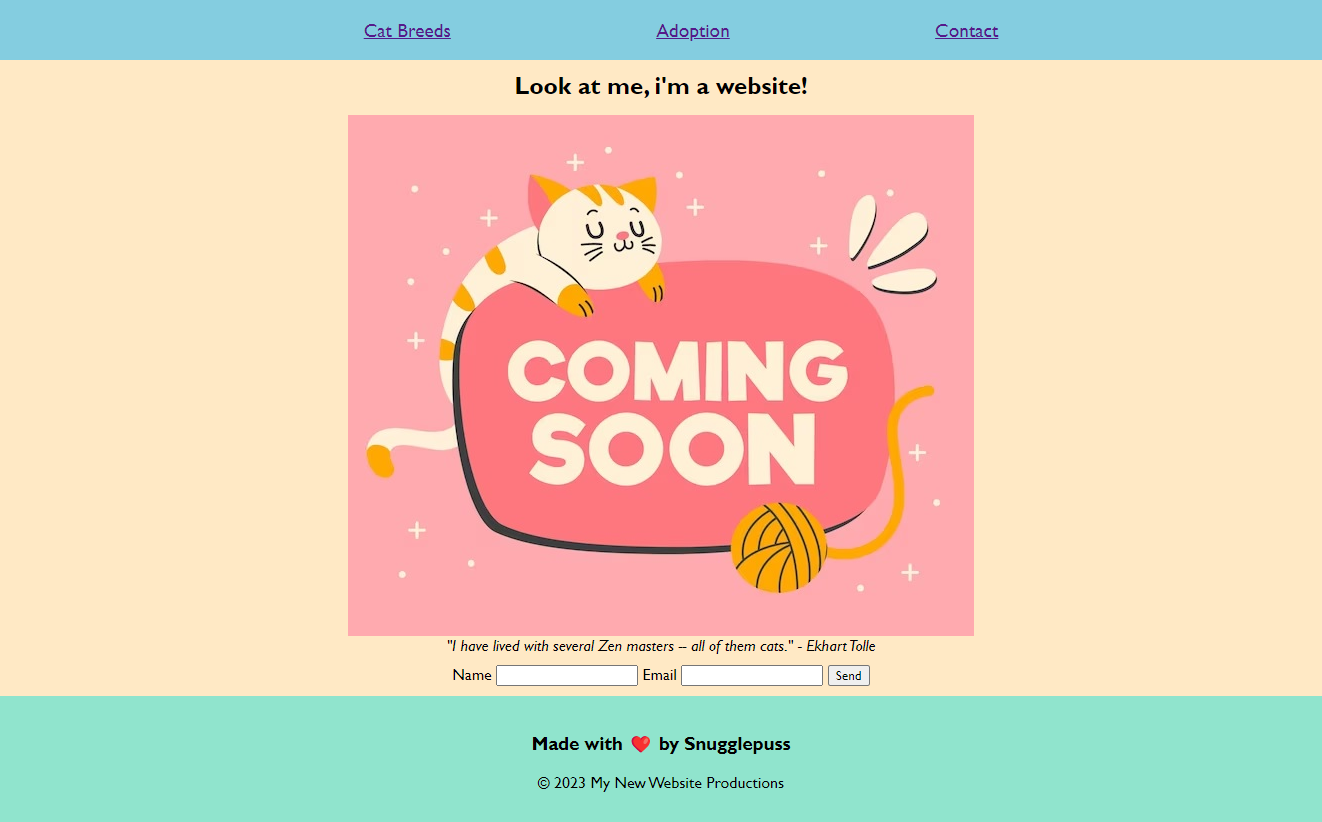 Cat Breeds Adoption Contact
Look at me, i'm a website!
COMING
SOON
"I have lived with several Zen masters -- all of them cats." - Ekhart Tolle
Name Email Send
Made with ❤️ by Snugglepuss
© 2023 My New Website Productions